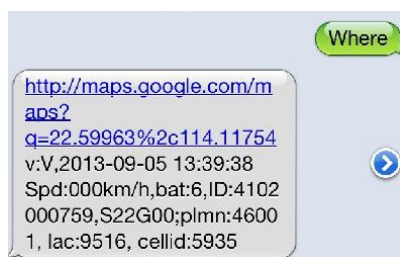 Where
http://maps.google.com/m
aps?
q=22.59963%2c114.11754
v:V,2013-09-05 13:39:38
Spd:000km/h,bat:6,ID:4102
000759,S22G00;plmn:4600
1, lac:9516, cellid:5935